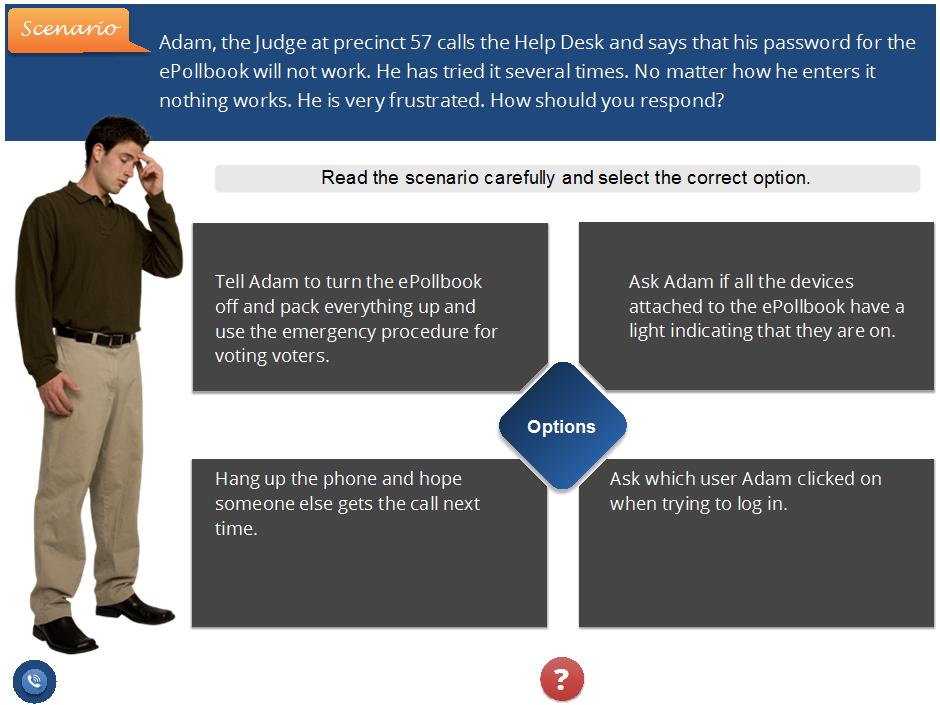 Scenario
Adam, the Judge at precinct 57 calls the Help Desk and says that his password for the
ePollbook will not work. He has tried it several times. No matter how he enters it
nothing works. He is very frustrated. How should you respond?
Read the scenario carefully and select the correct option.
Tell Adam to turn the ePollbook
off and pack everything up and
use the emergency procedure for
voting voters.
Ask Adam if all the devices
attached to the ePollbook have a
light indicating that they are on.
Options
Hang up the phone and hope
someone else gets the call next
time.
Ask which user Adam clicked on
when trying to log in.
?